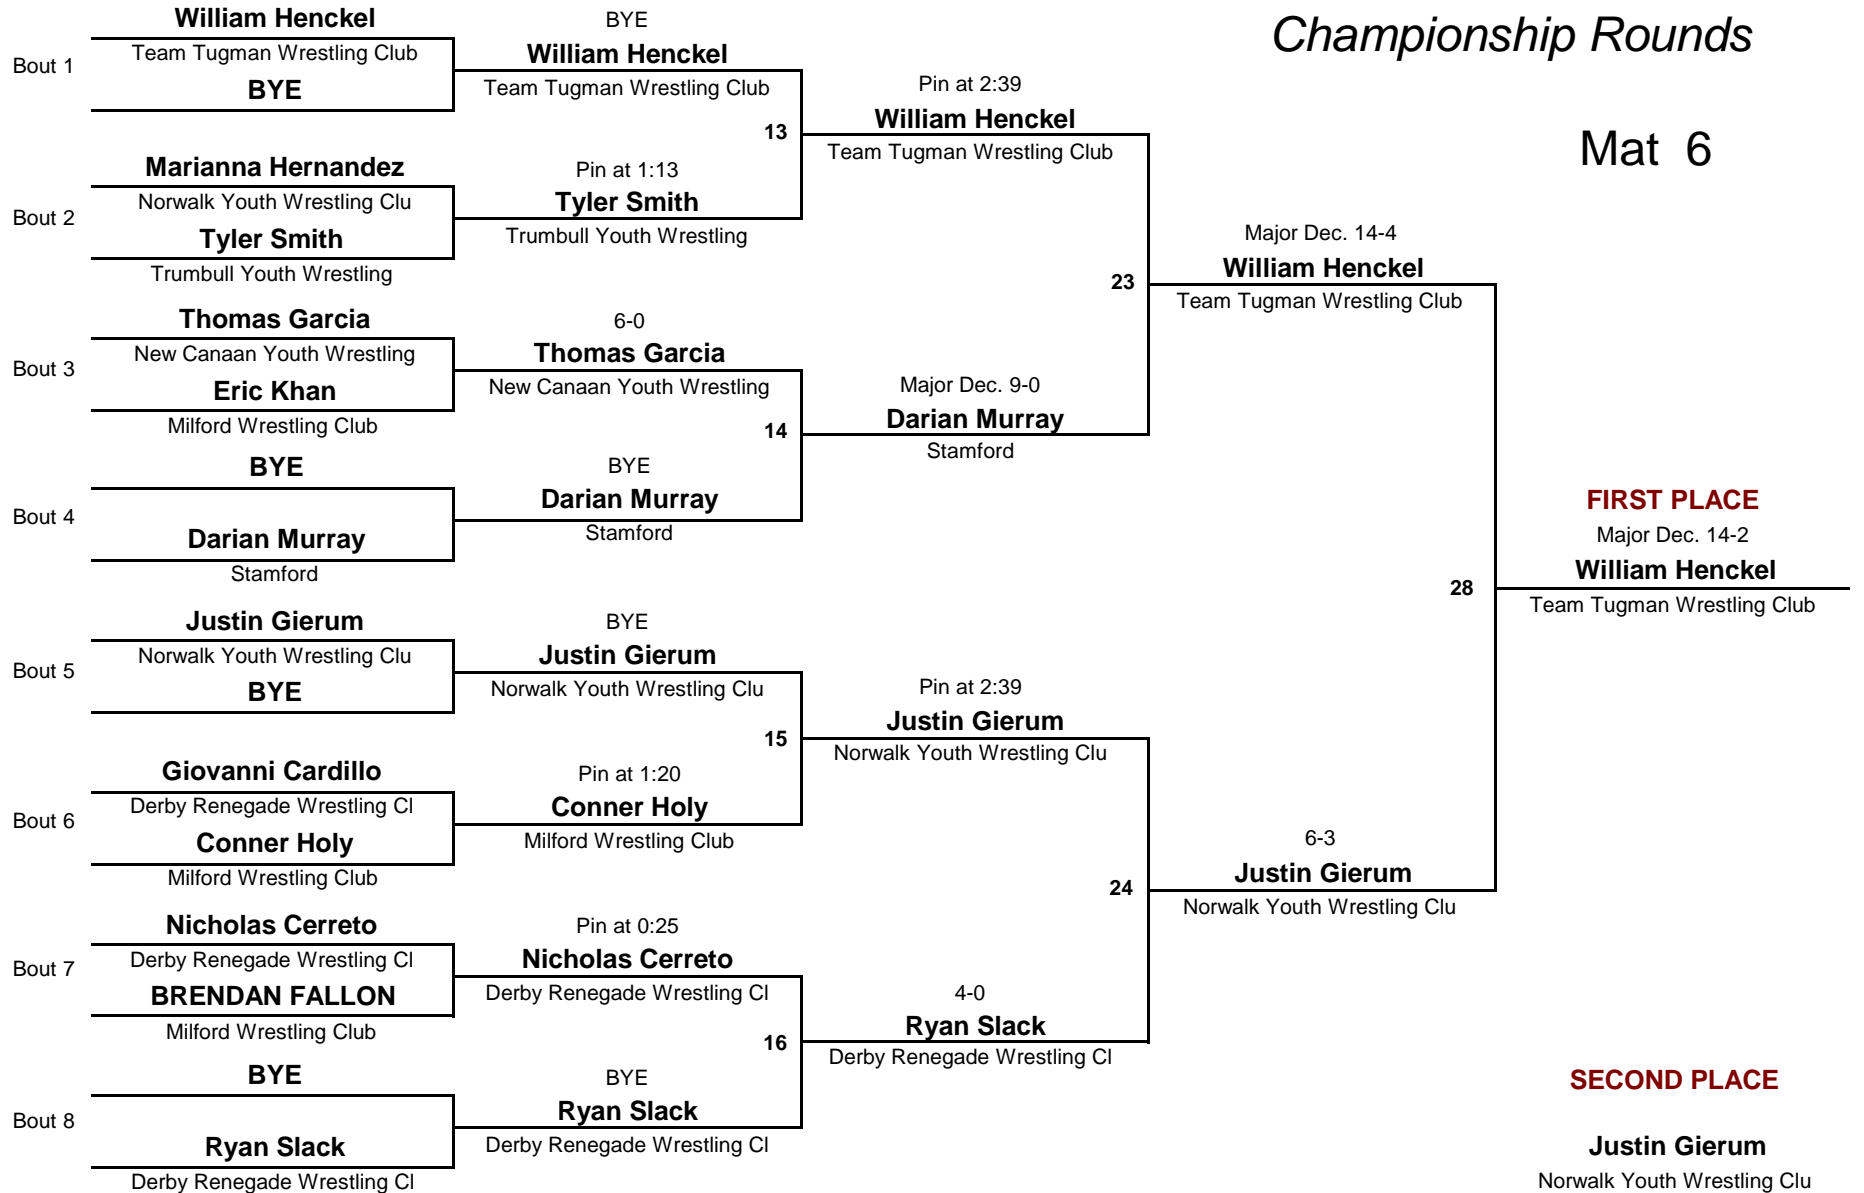 Championship Rounds
Mat 6
Bout 1
William Henckel
Team Tugman Wrestling Club
BYE
Bout 2
Marianna Hernandez
Norwalk Youth Wrestling Clu
Tyler Smith
Trumbull Youth Wrestling
Bout 3
Thomas Garcia
New Canaan Youth Wrestling
Eric Khan
Milford Wrestling Club
Bout 4
BYE
Darian Murray
Stamford
Bout 5
Justin Gierum
Norwalk Youth Wrestling Clu
BYE
Bout 6
Giovanni Cardillo
Derby Renegade Wrestling Cl
Conner Holy
Milford Wrestling Club
Bout 7
Nicholas Cerreto
Derby Renegade Wrestling Cl
BRENDAN FALLON
Milford Wrestling Club
Bout 8
BYE
Ryan Slack
Derby Renegade Wrestling Cl
BYE
William Henckel
Team Tugman Wrestling Club
13
Pin at 1:13
Tyler Smith
Trumbull Youth Wrestling
6-0
Thomas Garcia
New Canaan Youth Wrestling
14
BYE
Darian Murray
Stamford
BYE
Justin Gierum
Norwalk Youth Wrestling Clu
15
Pin at 1:20
Conner Holy
Milford Wrestling Club
Pin at 0:25
Nicholas Cerreto
Derby Renegade Wrestling Cl
16
BYE
Ryan Slack
Derby Renegade Wrestling Cl
Pin at 2:39
William Henckel
Team Tugman Wrestling Club
23
Major Dec. 9-0
Darian Murray
Stamford
Pin at 2:39
Justin Gierum
Norwalk Youth Wrestling Clu
24
4-0
Ryan Slack
Derby Renegade Wrestling Cl
Major Dec. 14-4
William Henckel
Team Tugman Wrestling Club
28
6-3
Justin Gierum
Norwalk Youth Wrestling Clu
FIRST PLACE
Major Dec. 14-2
William Henckel
Team Tugman Wrestling Club
SECOND PLACE
Justin Gierum
Norwalk Youth Wrestling Clu